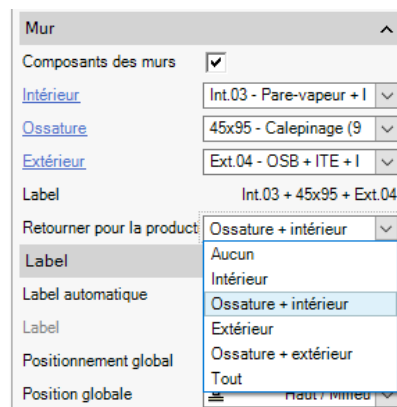 Mur
Composants des murs
Intérieur Int.03 - Pare-vapeur + I
Ossature 45x95 - Calepinage (9
Extérieur Ext.04 - OSB + ITE + I
Label Int.03 + 45x95 + Ext.04
Retourner pour la product Ossature + intérieur
Label Aucun
Intérieur
Label automatique Ossature + intérieur
Label Extérieur
Positionnement global Ossature + extérieur
Tout
Position globale Haut / Milieu